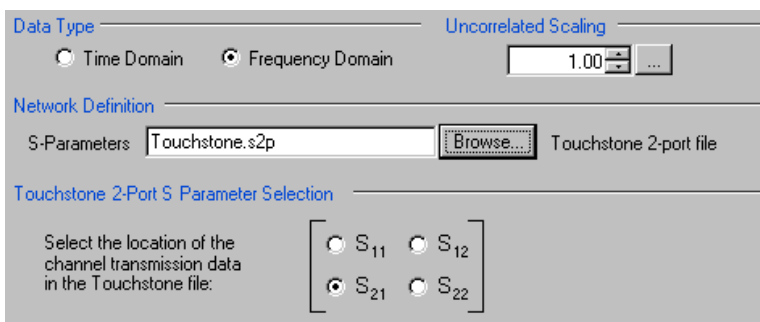 Data Type
Uncorrelated Scaling
Time Domain
Frequency Domain
1.00
...
Network Definition
S-Parameters
Touchstone.s2p
Browse...
Touchstone 2-port file
Touchstone 2-Port S Parameter Selection
Select the location of the
channel transmission data
in the Touchstone file:
S11 S12
S21 S22